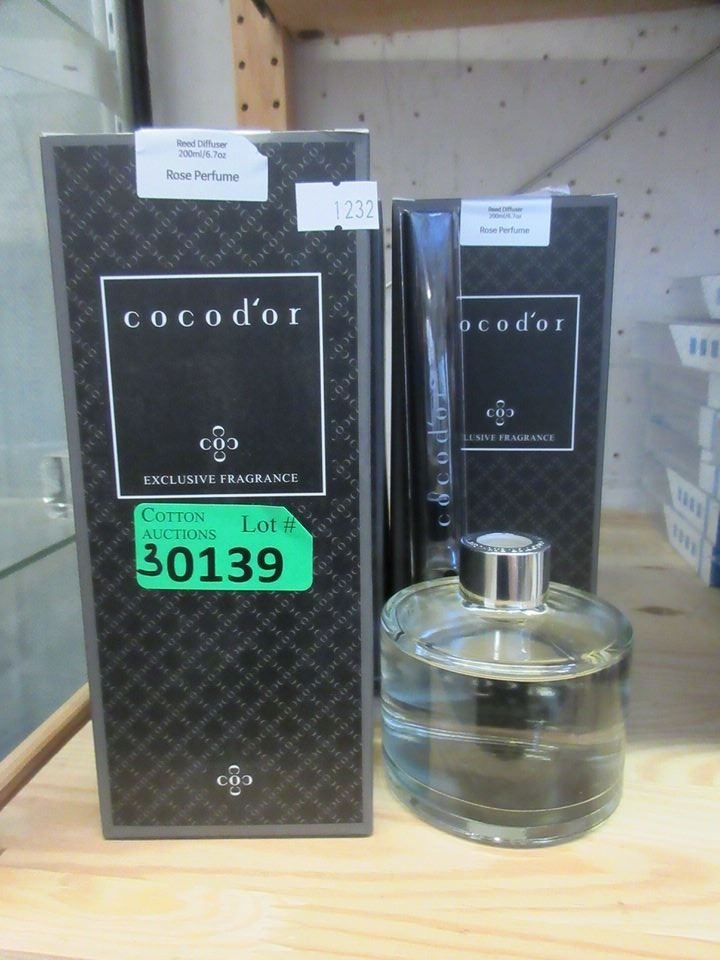 Reed Diffuser
200ml/6.7oz
Rose Perfume
1232
cocod'or
EXCLUSIVE FRAGRANCE
COTTON
AUCTIONS
Lot #
30139
Reed Diffuser
200ml/6.7oz
Rose Perfume
ocod'or
LUSIVE FRAGRANCE
cocod'or